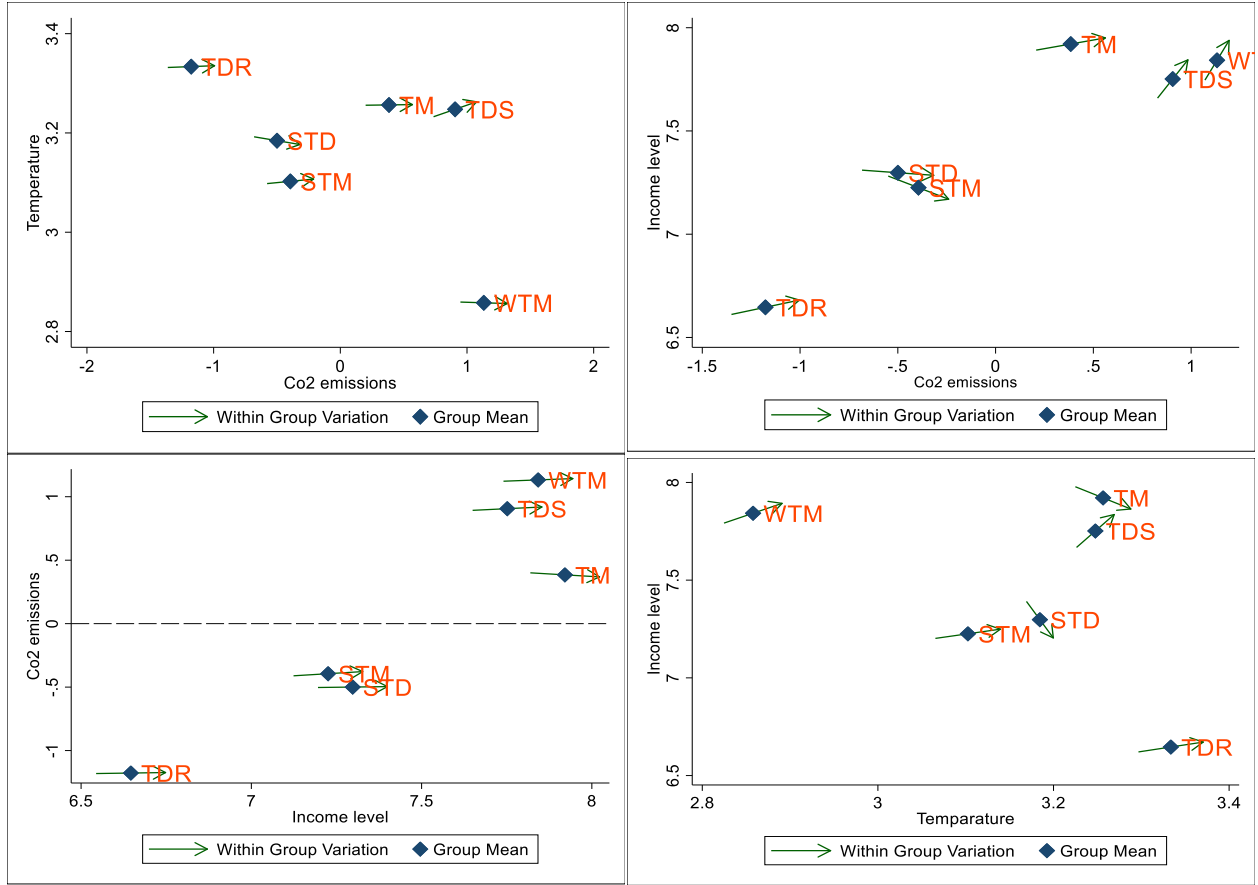 3.4
3.2
3
2.8
Temperature
TDR
TM
TDS
STD
STM
WTM
-2 -1 0 1 2
Co2 emissions
Within Group Variation Group Mean
8
7.5
7
6.5
Income level
TM
WT
TDS
STD
STM
TDR
-1.5 -1 -.5 0 .5 1
Co2 emissions
Within Group Variation Group Mean
1
.5
0
-.5
-1
Co2 emissions
WTM
TDS
TM
STM
STD
TDR
6.5 7 7.5 8
Income level
Within Group Variation Group Mean
8
7.5
7
6.5
Income level
TM
WTM
TDS
STD
STM
TDR
2.8 3 3.2 3.4
Temparature
Within Group Variation Group Mean